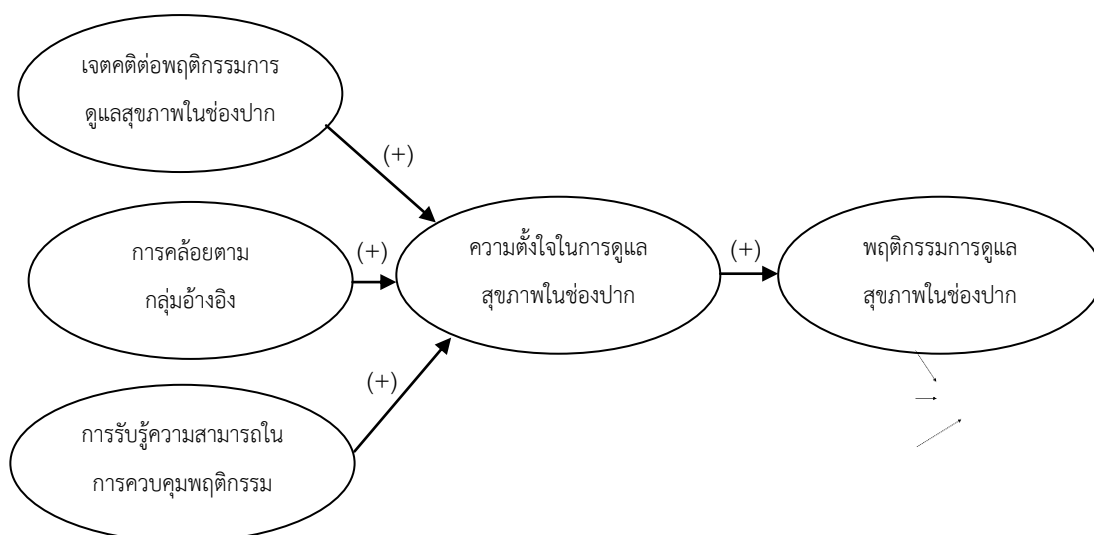 เจตคติต่อพฤติกรรมการ
ดูแลสุขภาพในช่องปาก
(+)
การคล้อยตาม
กลุ่มอ้างอิง
(+)
ความตั้งใจในการดูแล
สุขภาพในช่องปาก
(+)
พฤติกรรมการดูแล
สุขภาพในช่องปาก
(+)
การรับรู้ความสามารถใน
การควบคุมพฤติกรรม